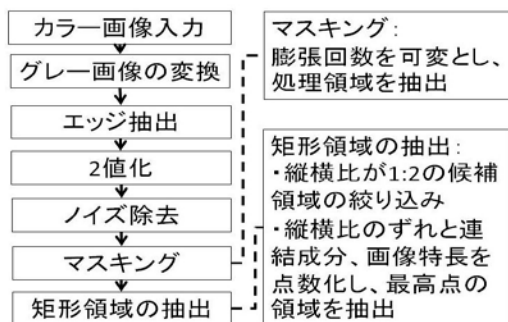 カラー画像入力
グレー画像の変換
エッジ抽出
2値化
ノイズ除去
マスキング
矩形領域の抽出
マスキング:
膨張回数を可変とし、
処理領域を抽出
矩形領域の抽出:
・縦横比が1:2の候補
領域の絞り込み
・縦横比のずれと連
結成分、画像特長を
点数化し、最高点の
領域を抽出